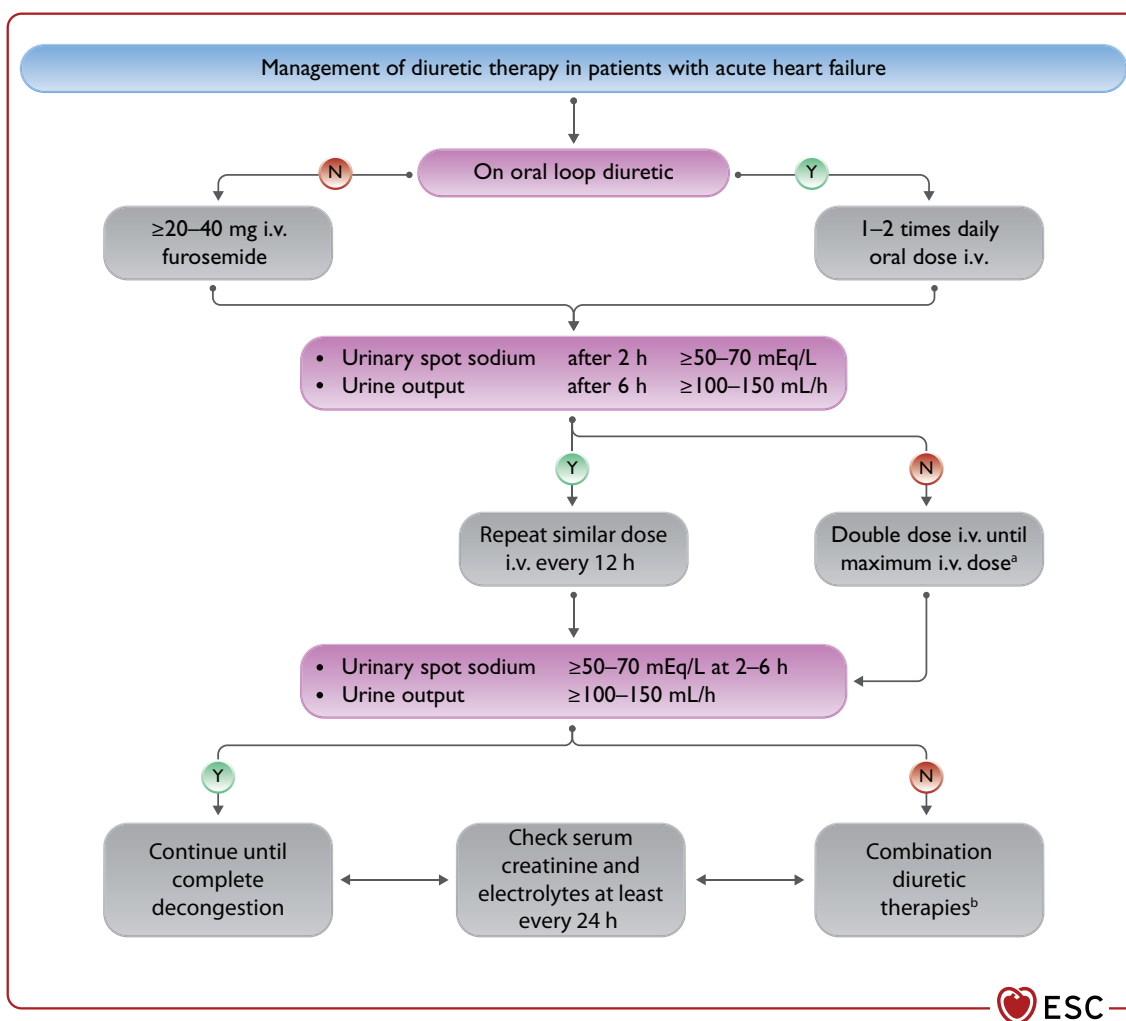 Management of diuretic therapy in patients with acute heart failure
On oral loop diuretic
N
Y
≥20–40 mg i.v.
furosemide
1–2 times daily
oral dose i.v.
• Urinary spot sodium after 2 h ≥50–70 mEq/L
• Urine output after 6 h ≥100–150 mL/h
Y
N
Repeat similar dose
i.v. every 12 h
Double dose i.v. until
maximum i.v. doseᵃ
• Urinary spot sodium ≥50–70 mEq/L at 2–6 h
• Urine output ≥100–150 mL/h
Y
N
Continue until
complete
decongestion
Check serum
creatinine and
electrolytes at least
every 24 h
Combination
diuretic
therapiesᵇ
ESC